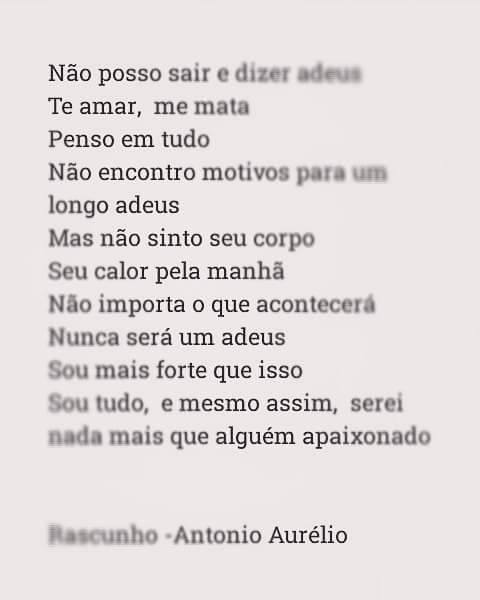 Não posso sair e dizer adeus
Te amar, me mata
Penso em tudo
Não encontro motivos para um
longo adeus
Mas não sinto seu corpo
Seu calor pela manhã
Não importa o que acontecerá
Nunca será um adeus
Sou mais forte que isso
Sou tudo, e mesmo assim, serei
nada mais que alguém apaixonado
Rascunho -Antonio Aurélio